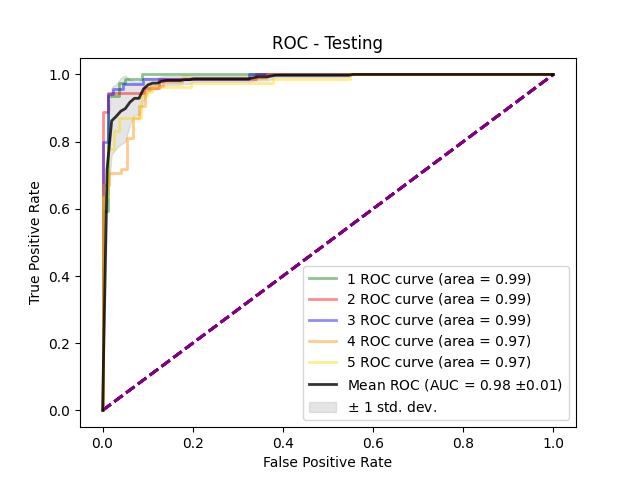 ROC - Testing
True Positive Rate
1.0
0.8
0.6
0.4
0.2
0.0
1 ROC curve (area = 0.99)
2 ROC curve (area = 0.99)
3 ROC curve (area = 0.99)
4 ROC curve (area = 0.97)
5 ROC curve (area = 0.97)
Mean ROC (AUC = 0.98 ±0.01)
± 1 std. dev.
0.0 0.2 0.4 0.6 0.8 1.0
False Positive Rate